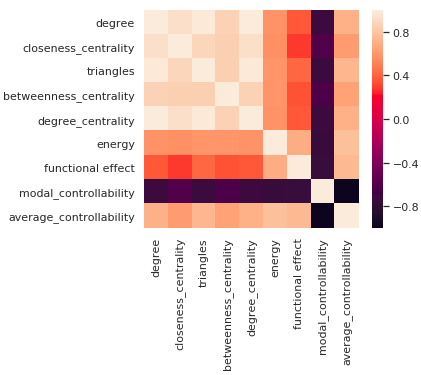 degree
closeness_centrality
triangles
betweenness_centrality
degree_centrality
energy
functional effect
modal_controllability
average_controllability
degree
closeness_centrality
triangles
betweenness_centrality
degree_centrality
energy
functional effect
modal_controllability
average_controllability
0.8
0.4
0.0
−0.4
−0.8